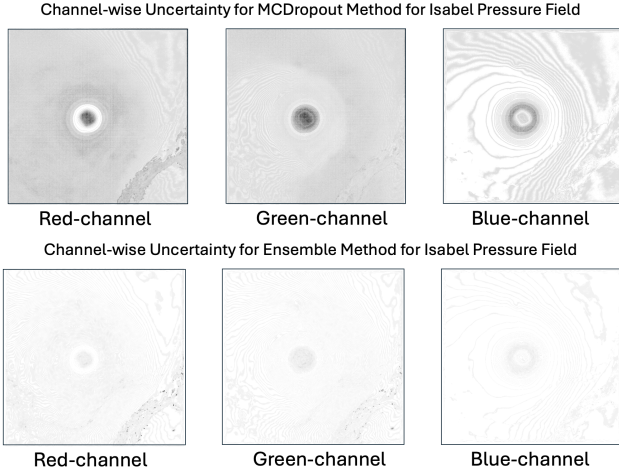 Channel-wise Uncertainty for MCDropout Method for Isabel Pressure Field
Red-channel Green-channel Blue-channel
Channel-wise Uncertainty for Ensemble Method for Isabel Pressure Field
Red-channel Green-channel Blue-channel